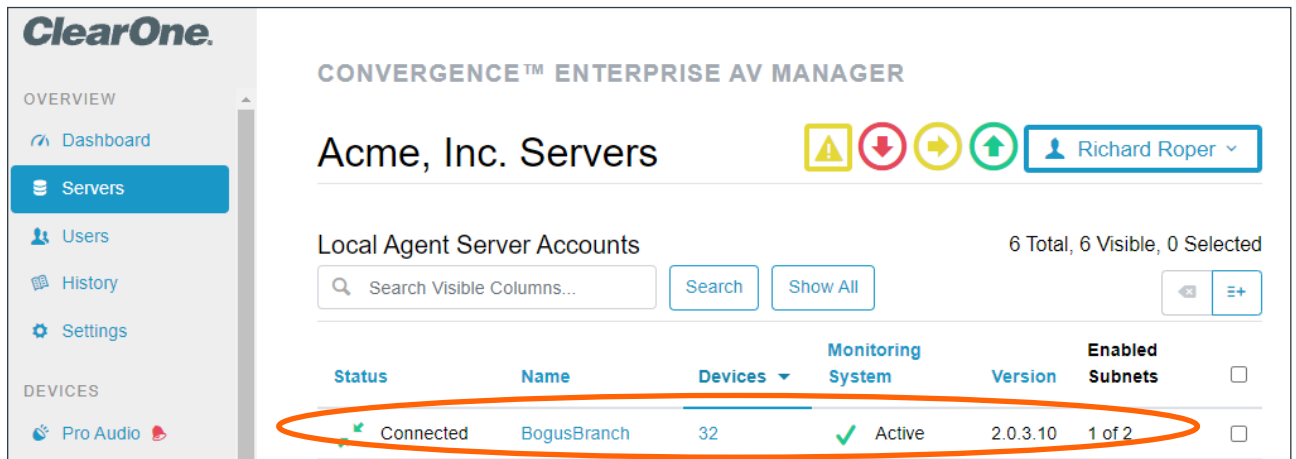 ClearOne.
OVERVIEW
Dashboard
Servers
Users
History
Settings
DEVICES
Pro Audio
CONVERGENCE™ ENTERPRISE AV MANAGER
Acme, Inc. Servers
Richard Roper
Local Agent Server Accounts
6 Total, 6 Visible, 0 Selected
Search Visible Columns...
Search
Show All
Status Name Devices Monitoring System Version Enabled Subnets
Connected BogusBranch 32 Active 2.0.3.10 1 of 2